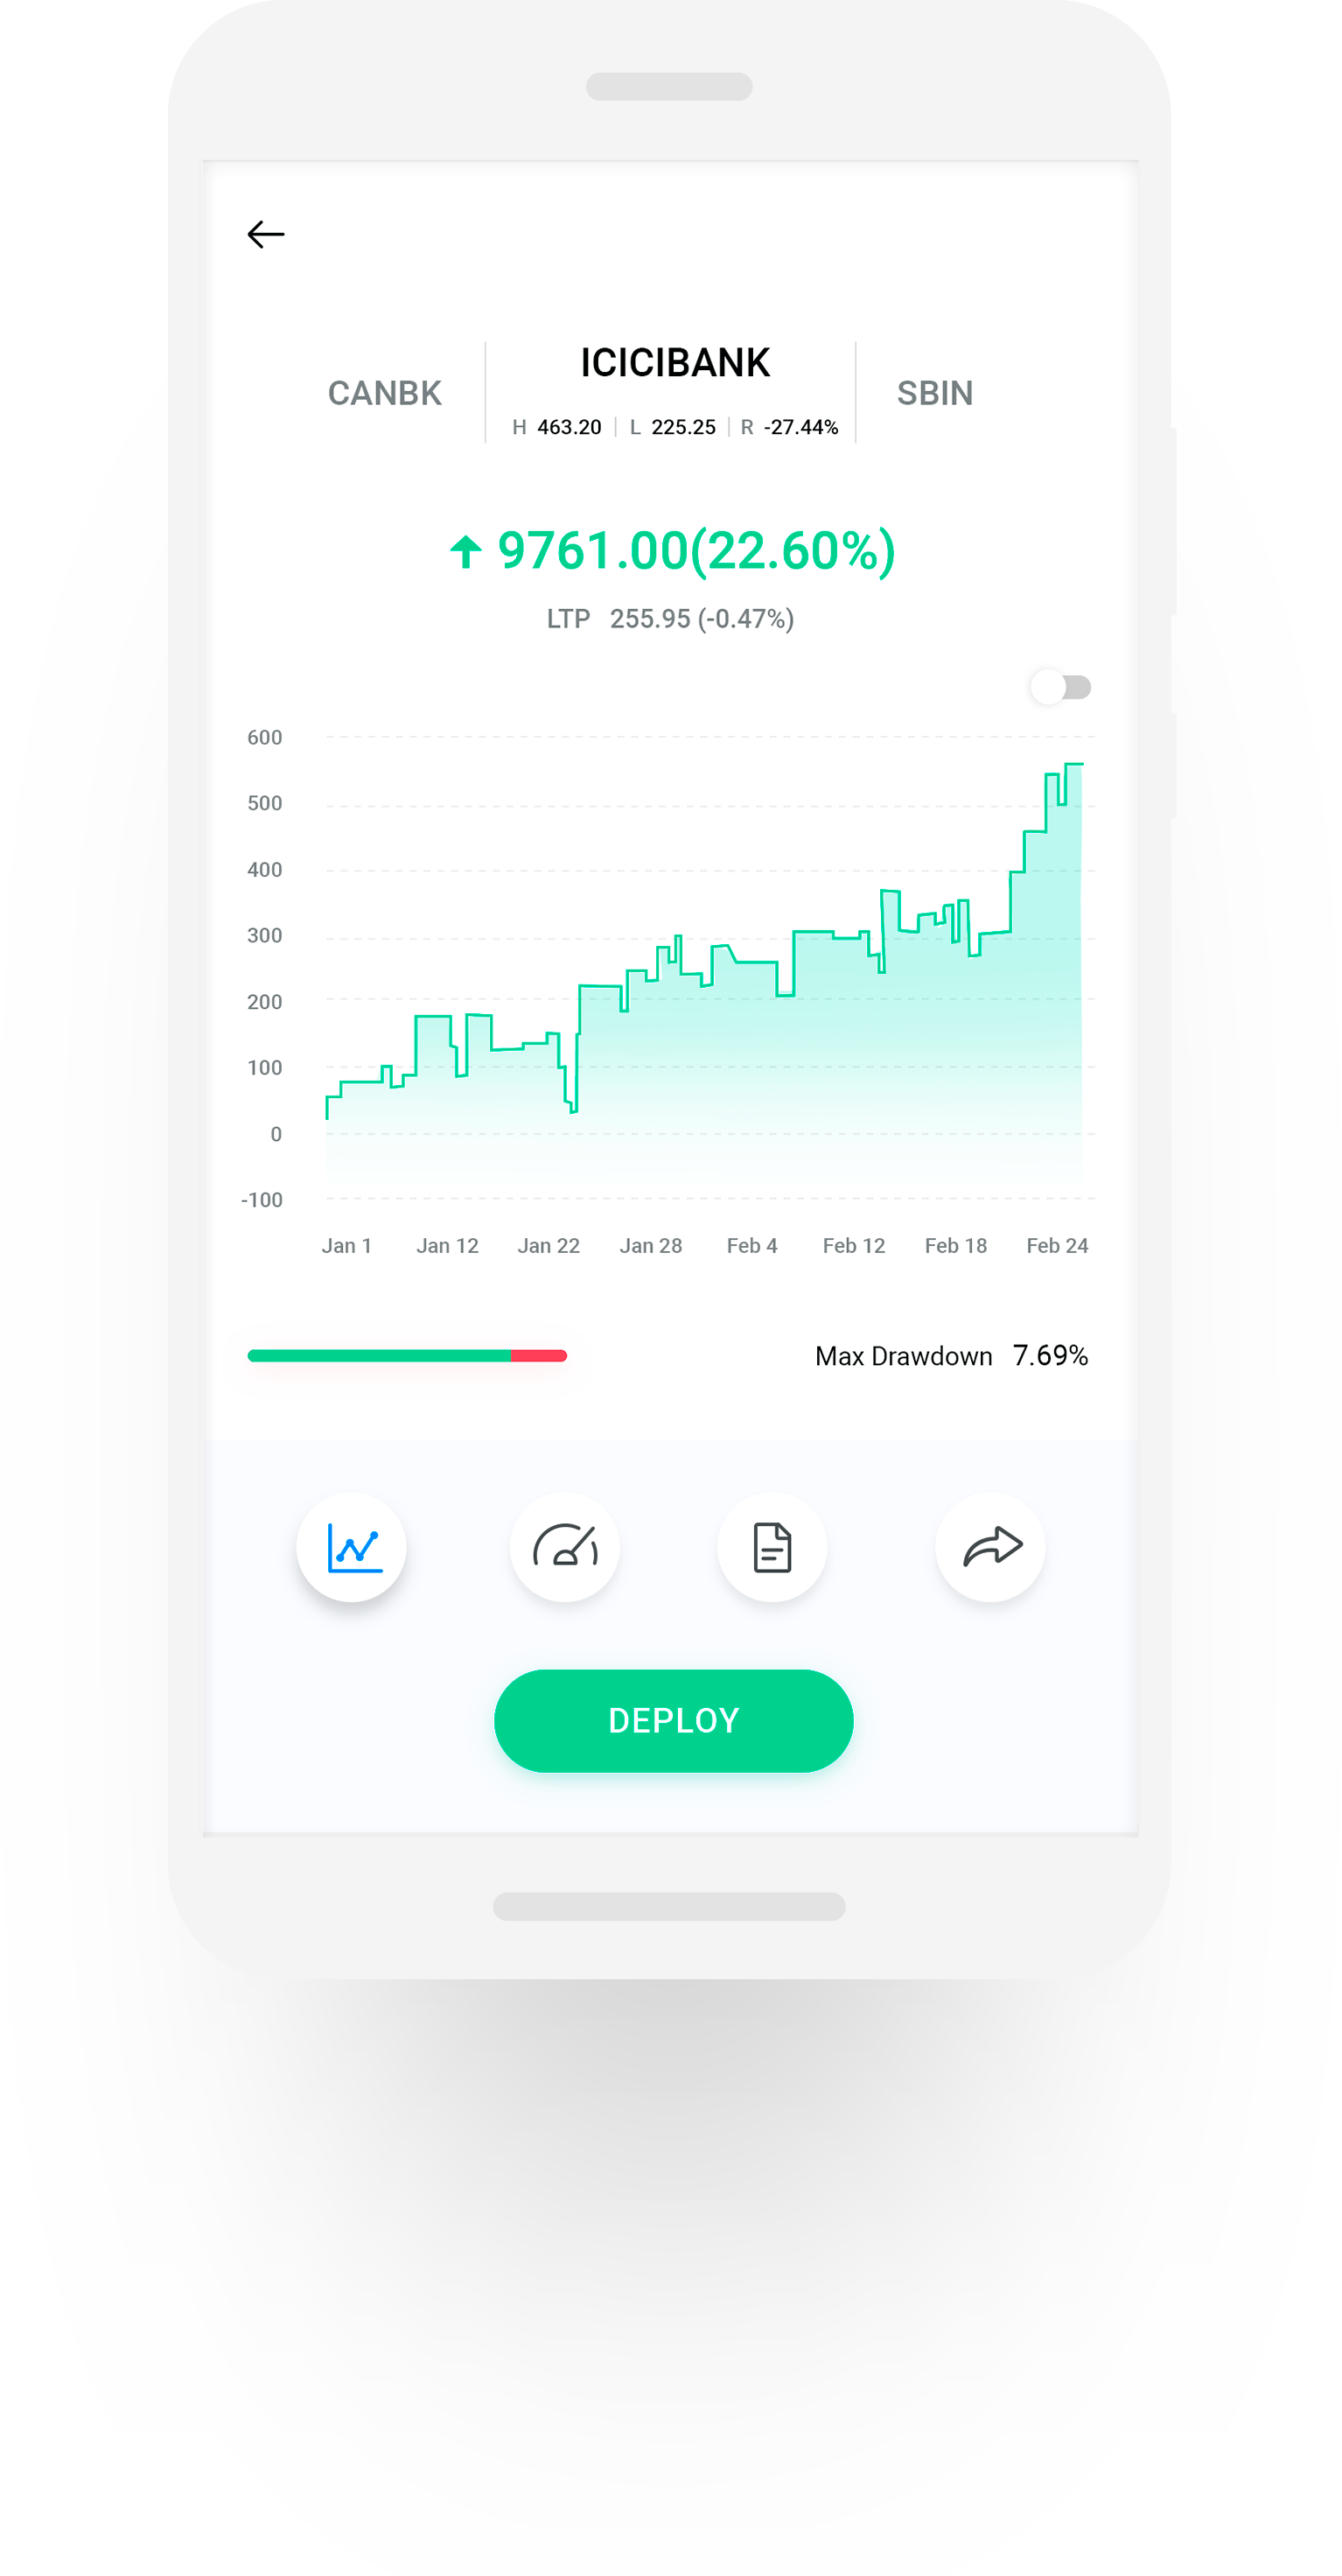 CANBK
ICICIBANK
SBIN
H 463.20 L 225.25 R -27.44%
9761.00(22.60%)
LTP 255.95 (-0.47%)
600
500
400
300
200
100
0
-100
Jan 1 Jan 12 Jan 22 Jan 28 Feb 4 Feb 12 Feb 18 Feb 24
Max Drawdown 7.69%
DEPLOY